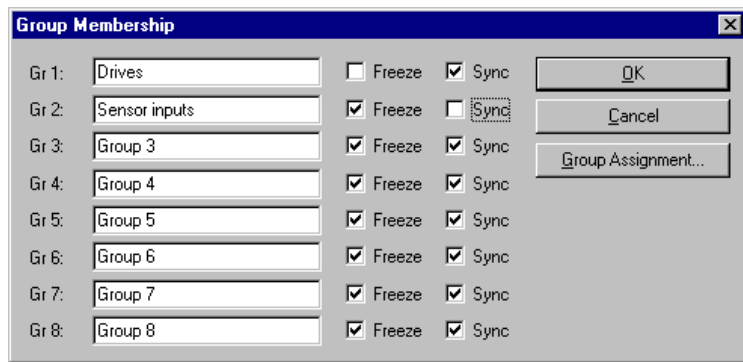 Group Membership
Gr 1: Drives Freeze Sync OK
Gr 2: Sensor inputs Freeze Sync Cancel
Gr 3: Group 3 Freeze Sync Group Assignment...
Gr 4: Group 4 Freeze Sync
Gr 5: Group 5 Freeze Sync
Gr 6: Group 6 Freeze Sync
Gr 7: Group 7 Freeze Sync
Gr 8: Group 8 Freeze Sync